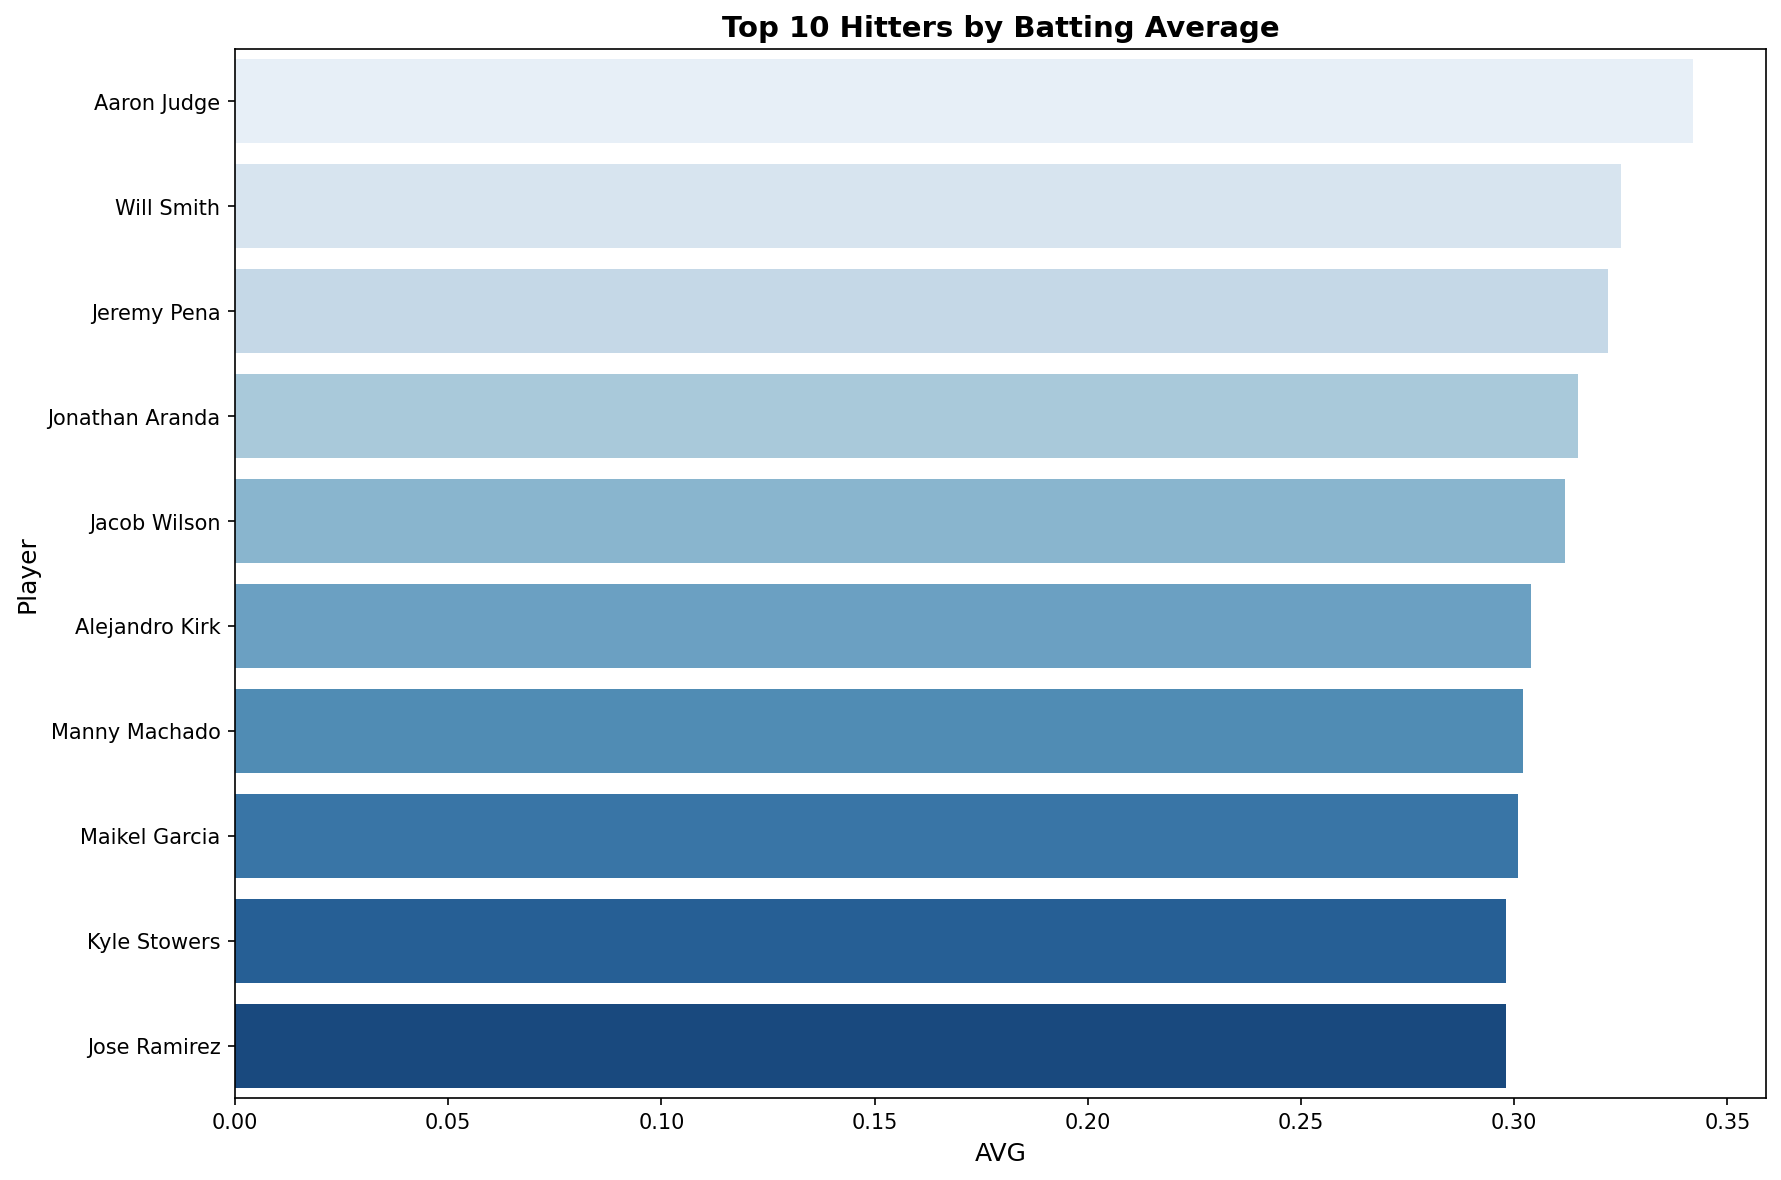 Top 10 Hitters by Batting Average
Aaron Judge
Will Smith
Jeremy Pena
Jonathan Aranda
Jacob Wilson
Alejandro Kirk
Manny Machado
Maikel Garcia
Kyle Stowers
Jose Ramirez
Player
0.00 0.05 0.10 0.15 0.20 0.25 0.30 0.35
AVG